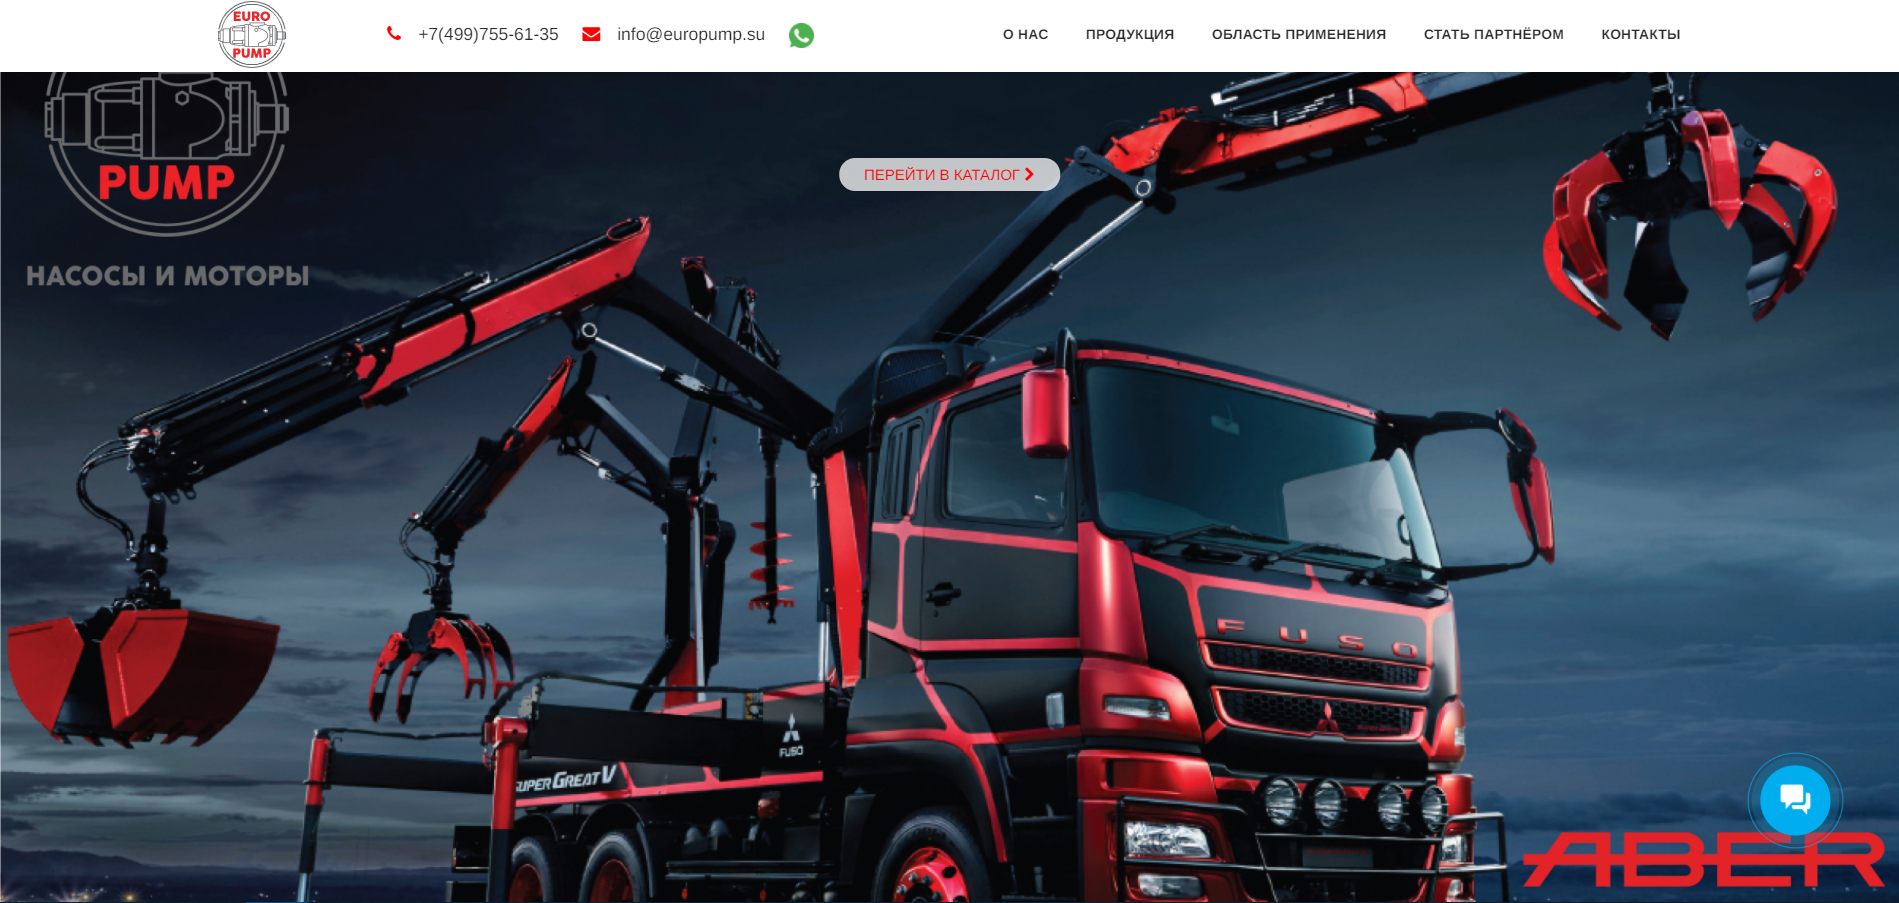 EURO
PUMP
+7(499)755-61-35
info@europump.su
О НАС
ПРОДУКЦИЯ
ОБЛАСТЬ ПРИМЕНЕНИЯ
СТАТЬ ПАРТНЁРОМ
КОНТАКТЫ
PUMP
НАСОСЫ И МОТОРЫ
ПЕРЕЙТИ В КАТАЛОГ
FUSO
FUSO
SUPER GREAT V
ABER